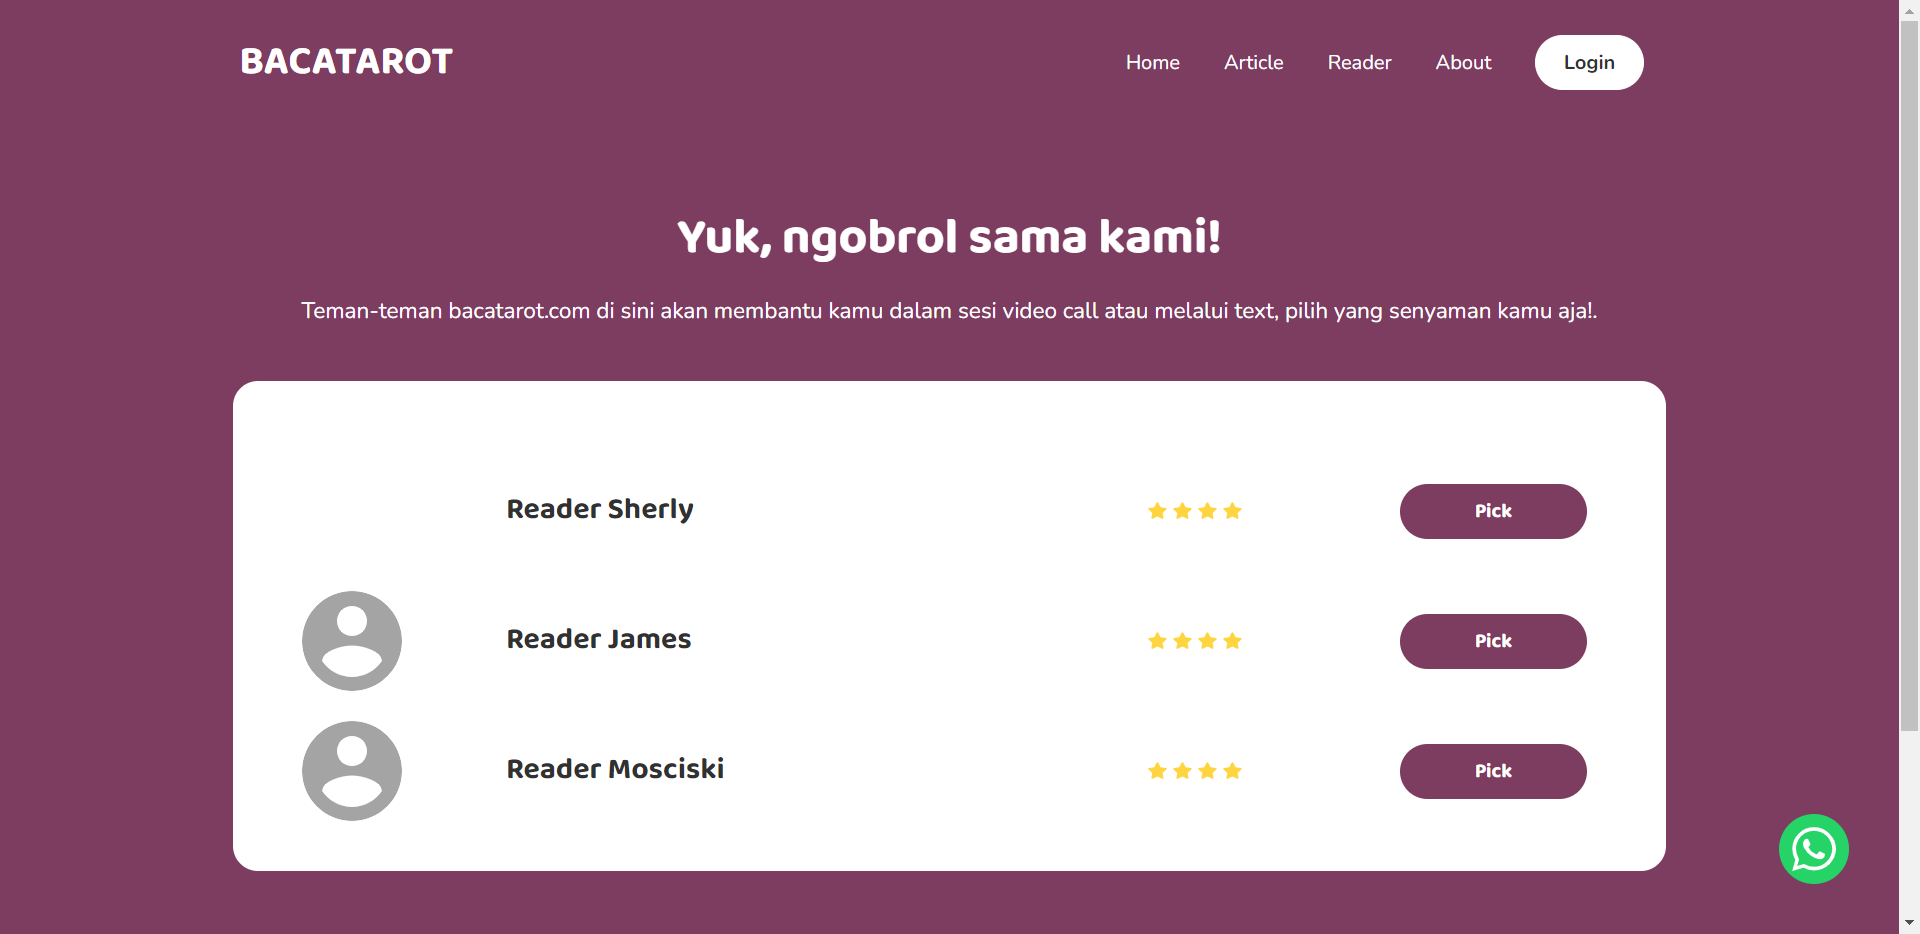 BACATAROT
Home Article Reader About Login
Yuk, ngobrol sama kami!
Teman-teman bacatarot.com di sini akan membantu kamu dalam sesi video call atau melalui text, pilih yang senyaman kamu aja!.
Reader Sherly
Pick
Reader James
Pick
Reader Mosciski
Pick